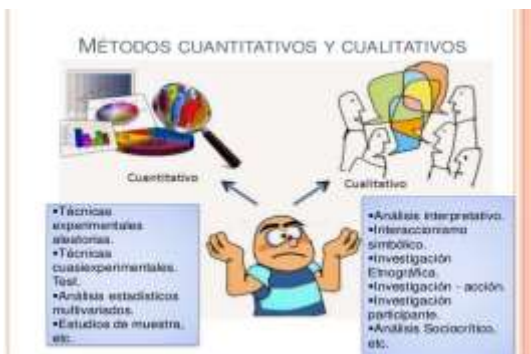 MÉTODOS CUANTITATIVOS Y CUALITATIVOS
Cuantitativo
Cualitativo
▪Técnicas
experimentales
aleatorias.
▪Técnicas
cuasiexperimentales.
Test.
▪Análisis estadísticos
multivariados.
▪Estudios de muestra,
etc.
▪Análisis interpretativo.
▪Interaccionismo
simbólico.
▪Investigación
Etnográfica.
▪Investigación - acción.
▪Investigación
participante.
▪Análisis Sociocrítico.
etc.